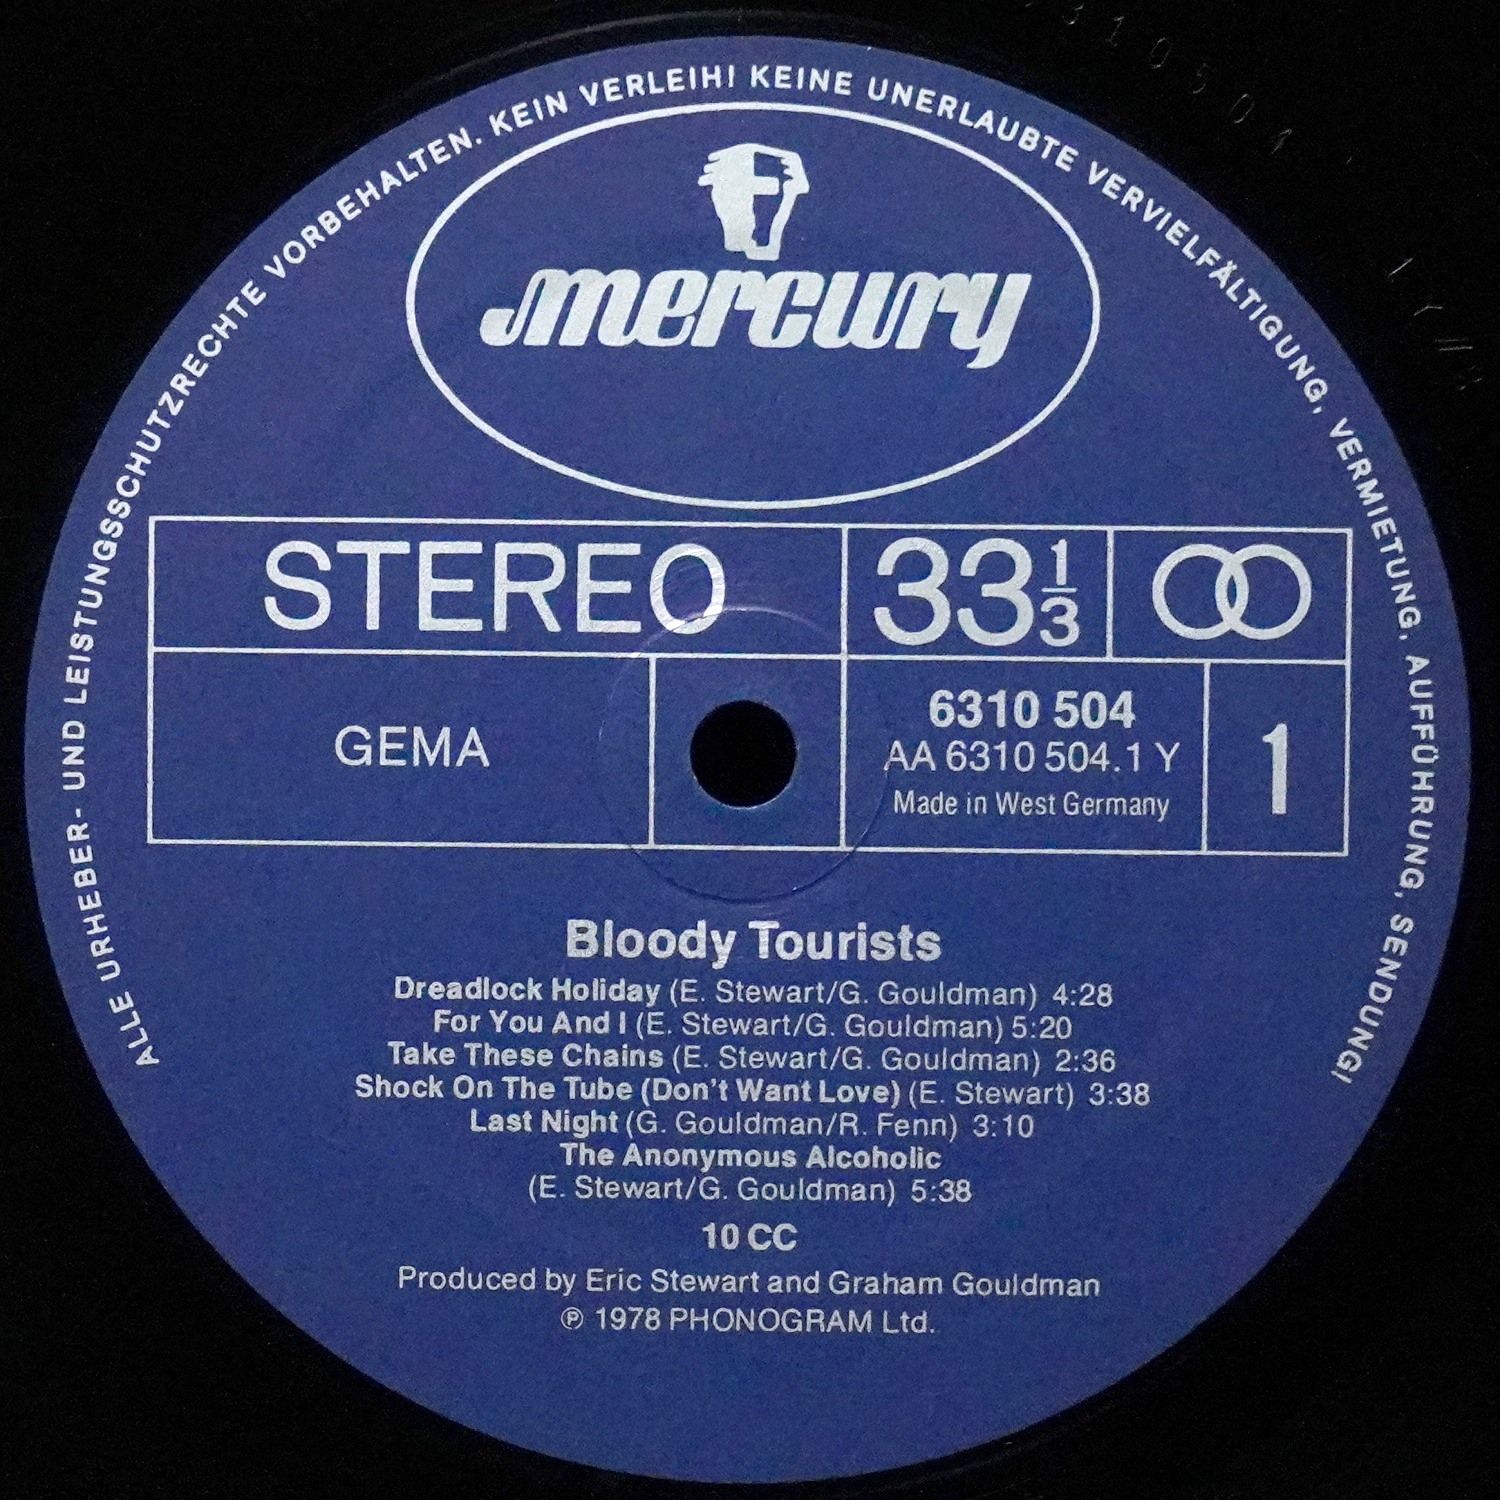 ALLE URHEBER- UND LEISTUNGSSCHUTZRECHTE VORBEHALTEN. KEIN VERLEIH! KEINE UNERLAUBTE VERVIELFÄLTIGUNG, VERMIETUNG, AUFFÜHRUNG, SENDUNG!
mercury
STEREO 33 1/3
GEMA
6310 504
AA 6310 504.1 Y
Made in West Germany
1
Bloody Tourists
Dreadlock Holiday (E. Stewart/G. Gouldman) 4:28
For You And I (E. Stewart/G. Gouldman) 5:20
Take These Chains (E. Stewart/G. Gouldman) 2:36
Shock On The Tube (Don't Want Love) (E. Stewart) 3:38
Last Night (G. Gouldman/R. Fenn) 3:10
The Anonymous Alcoholic
(E. Stewart/G. Gouldman) 5:38
10 CC
Produced by Eric Stewart and Graham Gouldman
℗ 1978 PHONOGRAM Ltd.